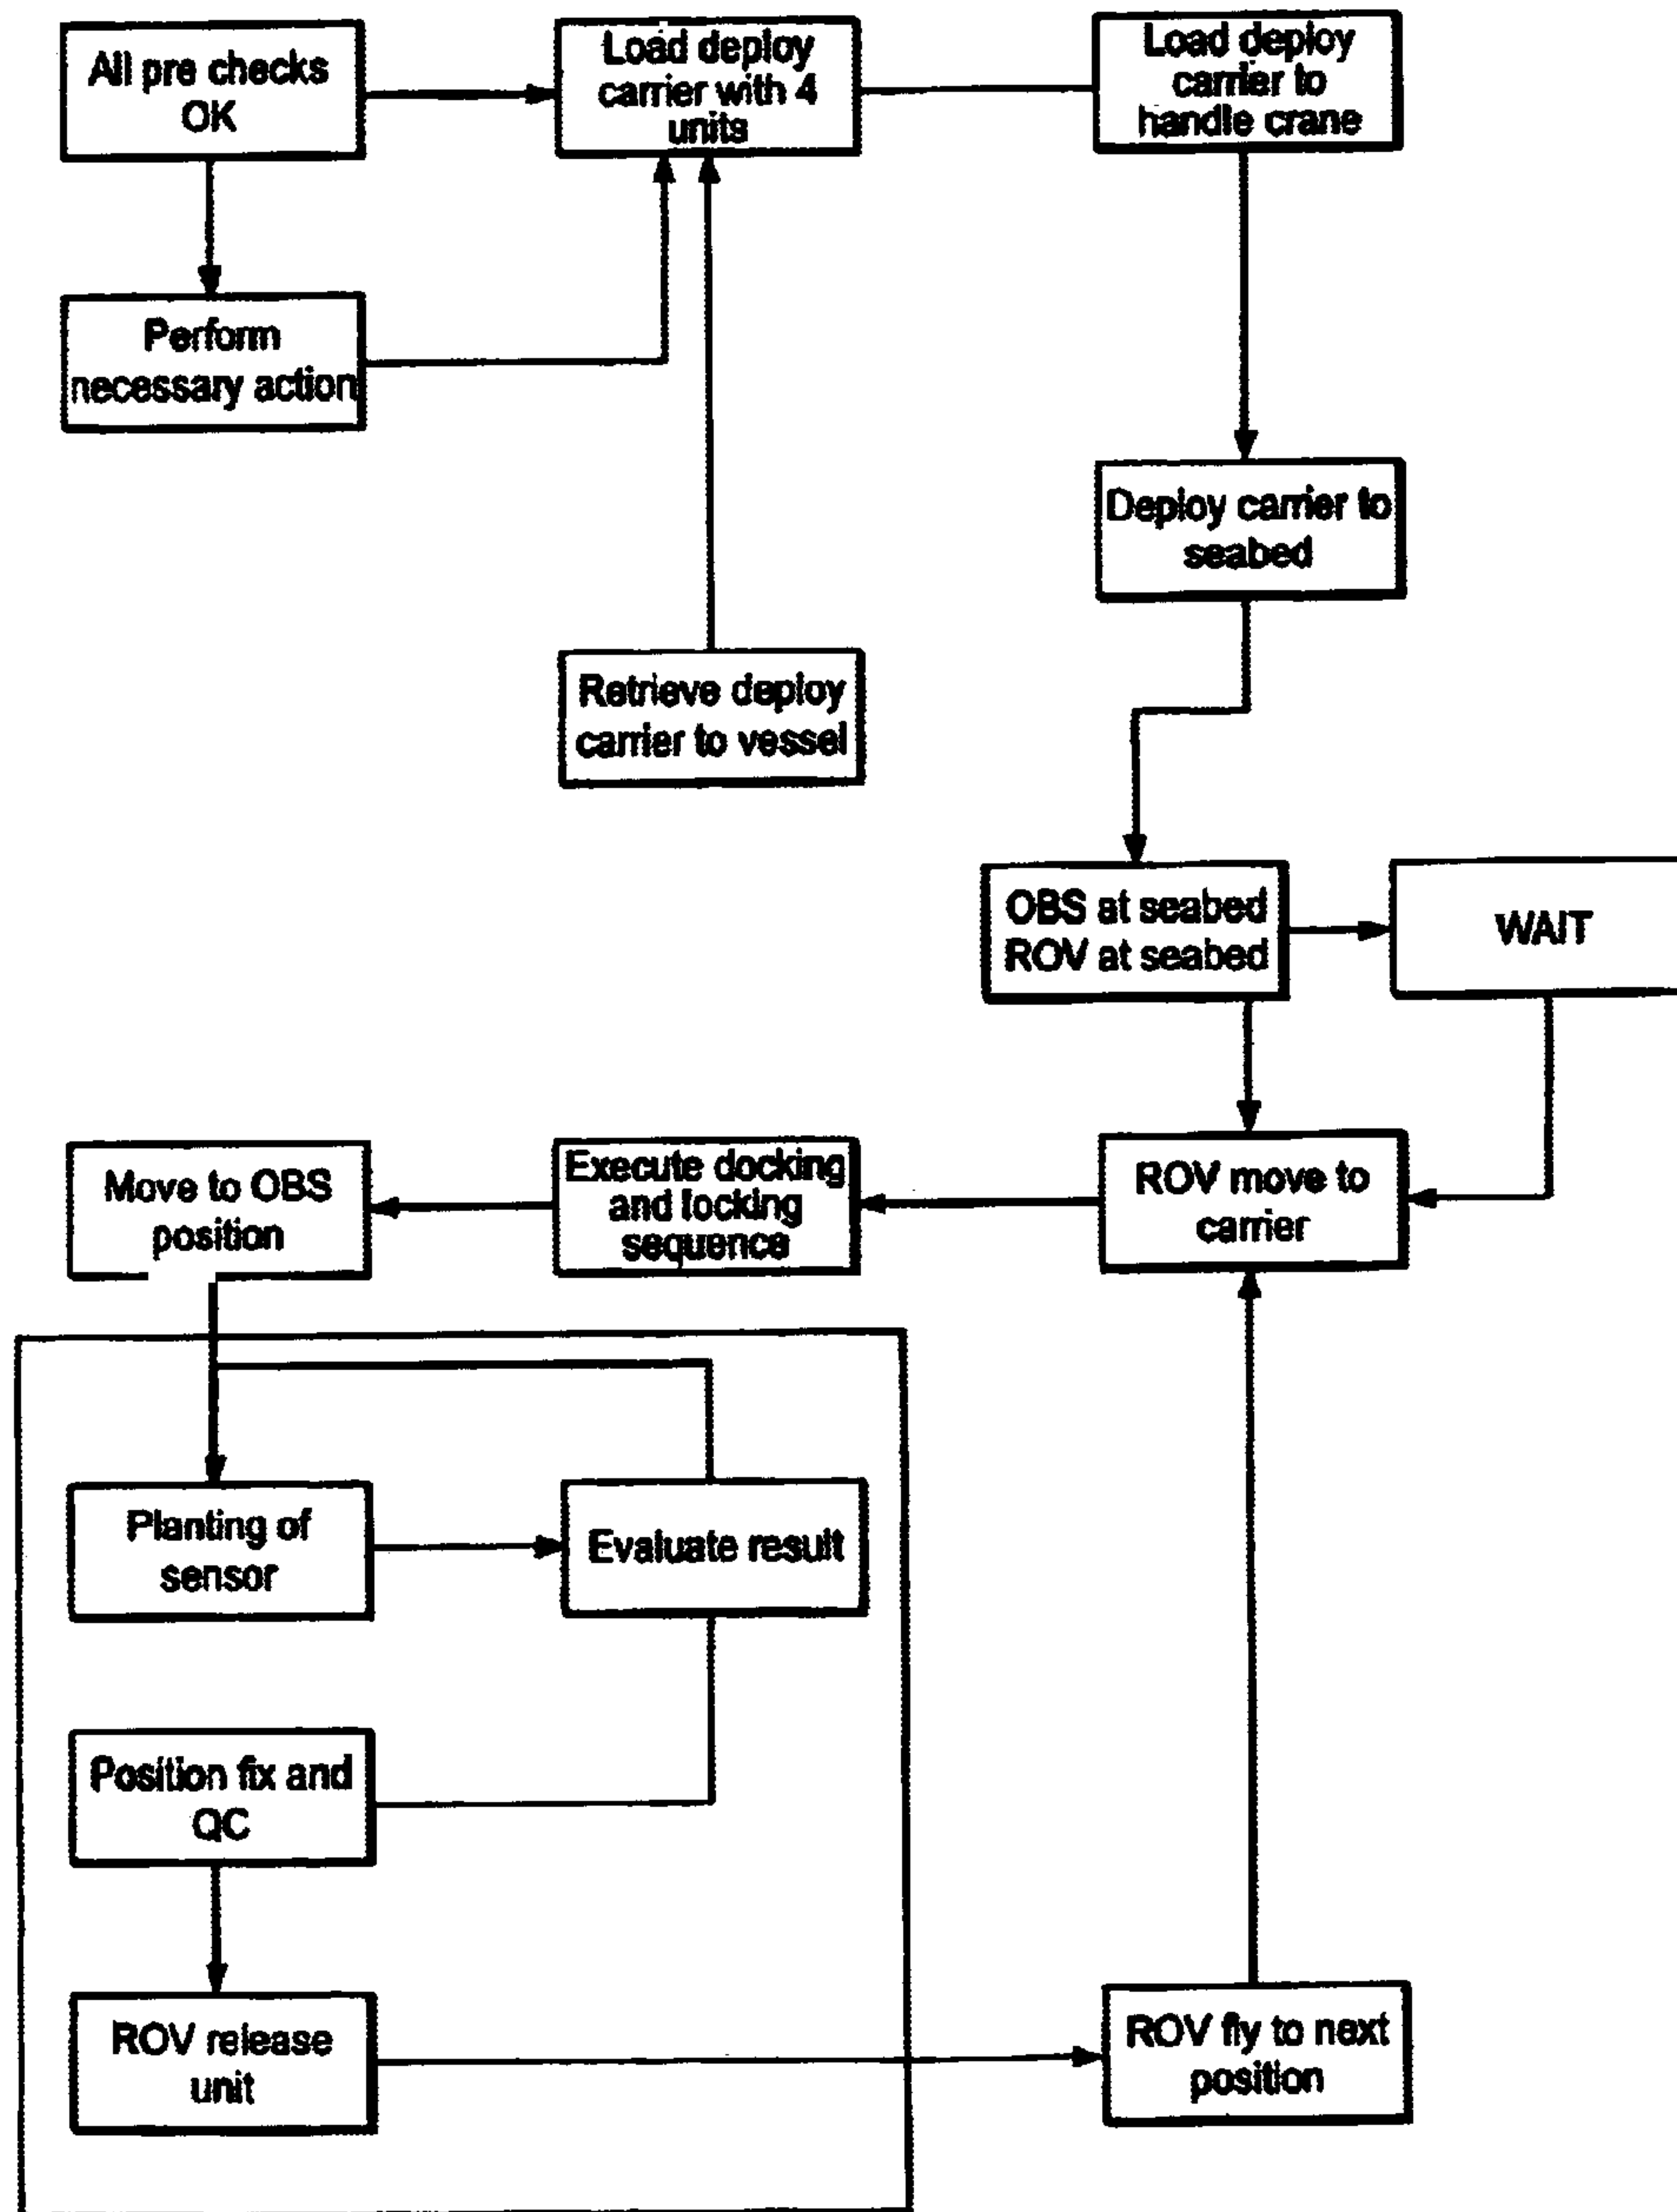 All pre checks
OK
Load deploy
carrier with 4
units
Load deploy
carrier to
handle crane
Perform
necessary action
Deploy carrier to
seabed
Retrieve deploy
carrier to vessel
OBS at seabed
ROV at seabed
WAIT
Move to OBS
position
Execute docking
and locking
sequence
ROV move to
carrier
Planting of
sensor
Evaluate result
Position fix and
QC
ROV release
unit
ROV fly to next
position